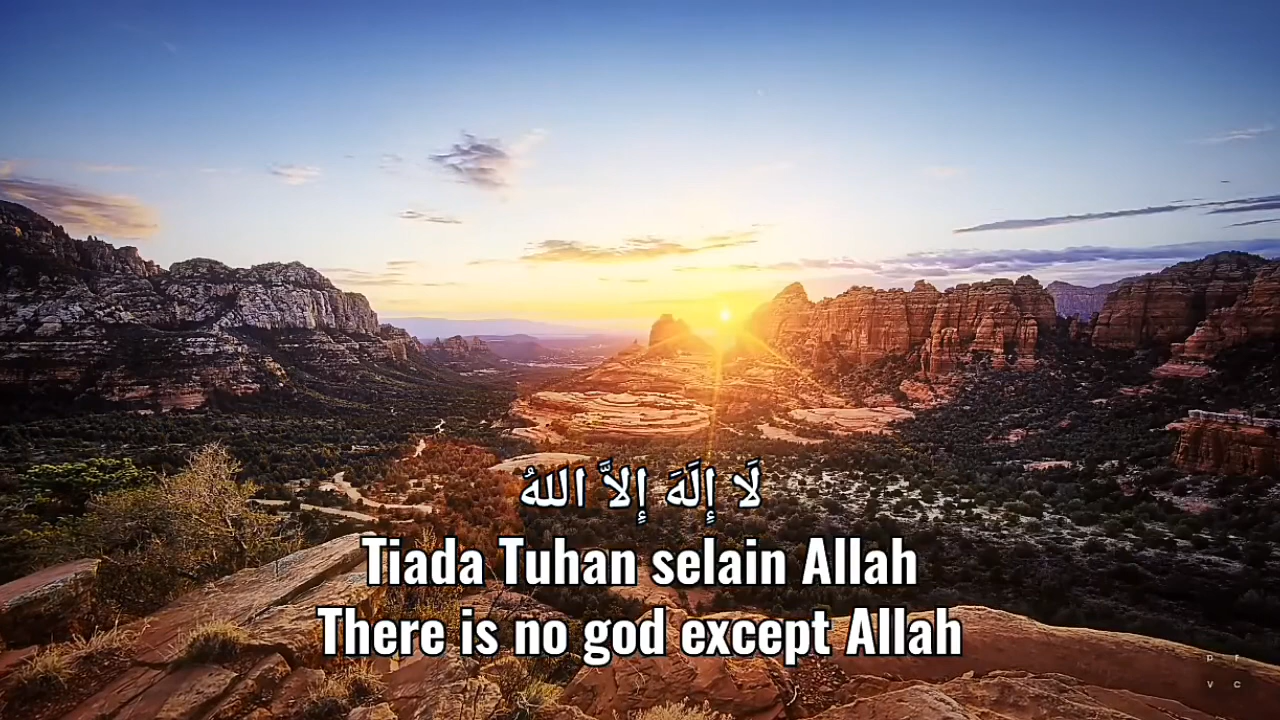 لَا إِلَهَ إِلاَّ اللهُ
Tiada Tuhan selain Allah
There is no god except Allah
p f
v c